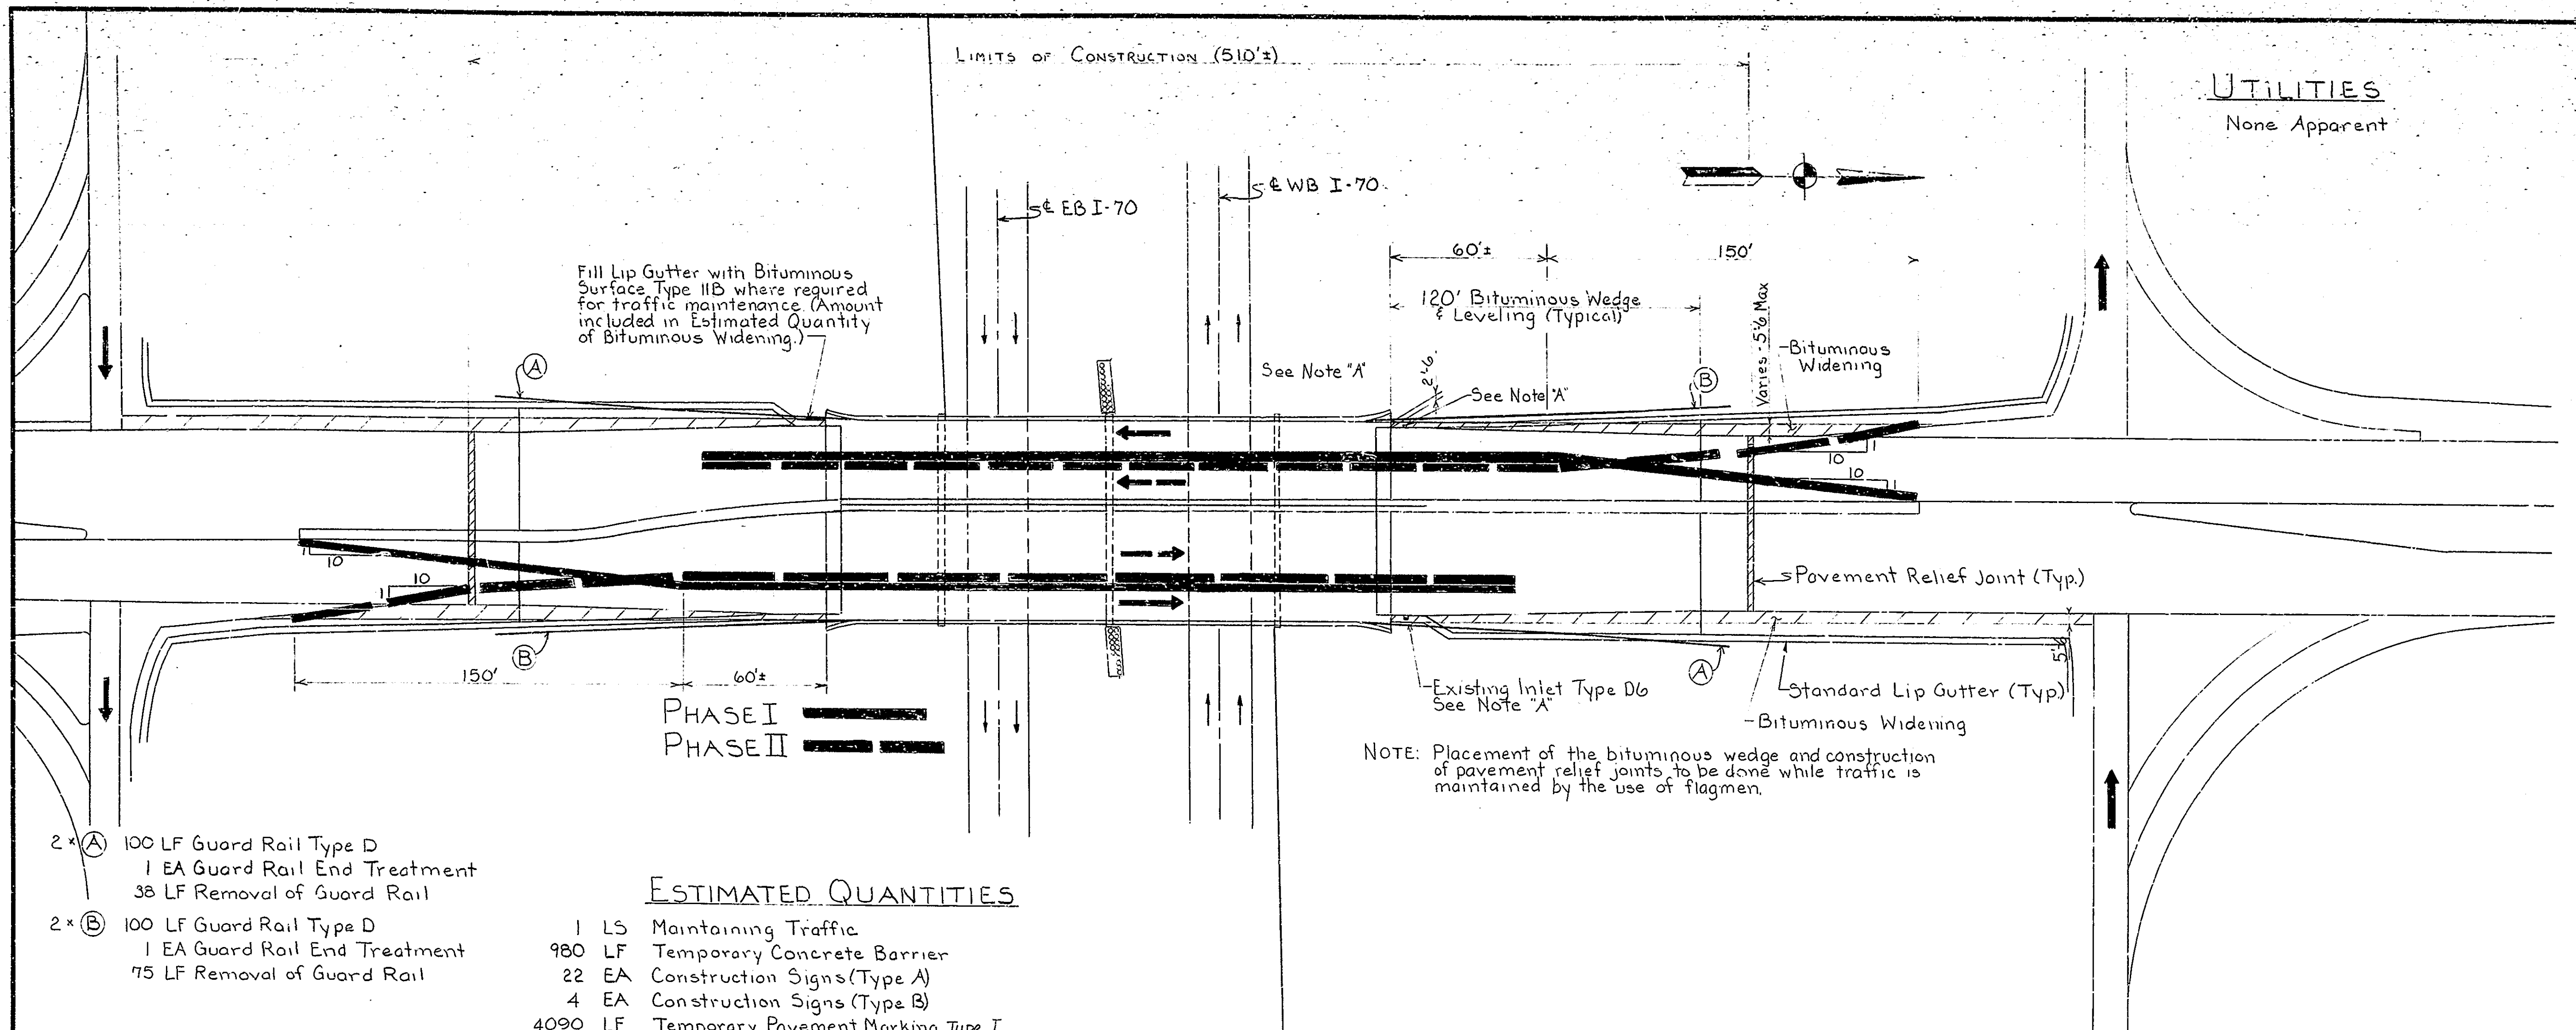 LIMITS OF CONSTRUCTION (510'±)
UTILITIES
None Apparent
℄ WB I-70
℄ EB I-70
60'±
150'
Fill Lip Gutter with Bituminous
Surface Type IIB where required
for traffic maintenance. (Amount
included in Estimated Quantity
of Bituminous Widening.)
120' Bituminous Wedge
& Leveling (Typical)
Varies - 5'-6 Max
Bituminous
Widening
A
See Note "A"
2'-6
B
See Note "A"
10
1
10
1
1
10
10
1
Pavement Relief Joint (Typ.)
B
A
5'-6
150'
60'±
Existing Inlet Type D6
See Note "A"
Standard Lip Gutter (Typ.)
Bituminous Widening
PHASE I
PHASE II
NOTE: Placement of the bituminous wedge and construction
of pavement relief joints to be done while traffic is
maintained by the use of flagmen.
2 × A 100 LF Guard Rail Type D
1 EA Guard Rail End Treatment
38 LF Removal of Guard Rail
2 × B 100 LF Guard Rail Type D
1 EA Guard Rail End Treatment
75 LF Removal of Guard Rail
ESTIMATED QUANTITIES
1 LS Maintaining Traffic
980 LF Temporary Concrete Barrier
22 EA Construction Signs (Type A)
4 EA Construction Signs (Type B)
4090 LF Temporary Pavement Marking Type I